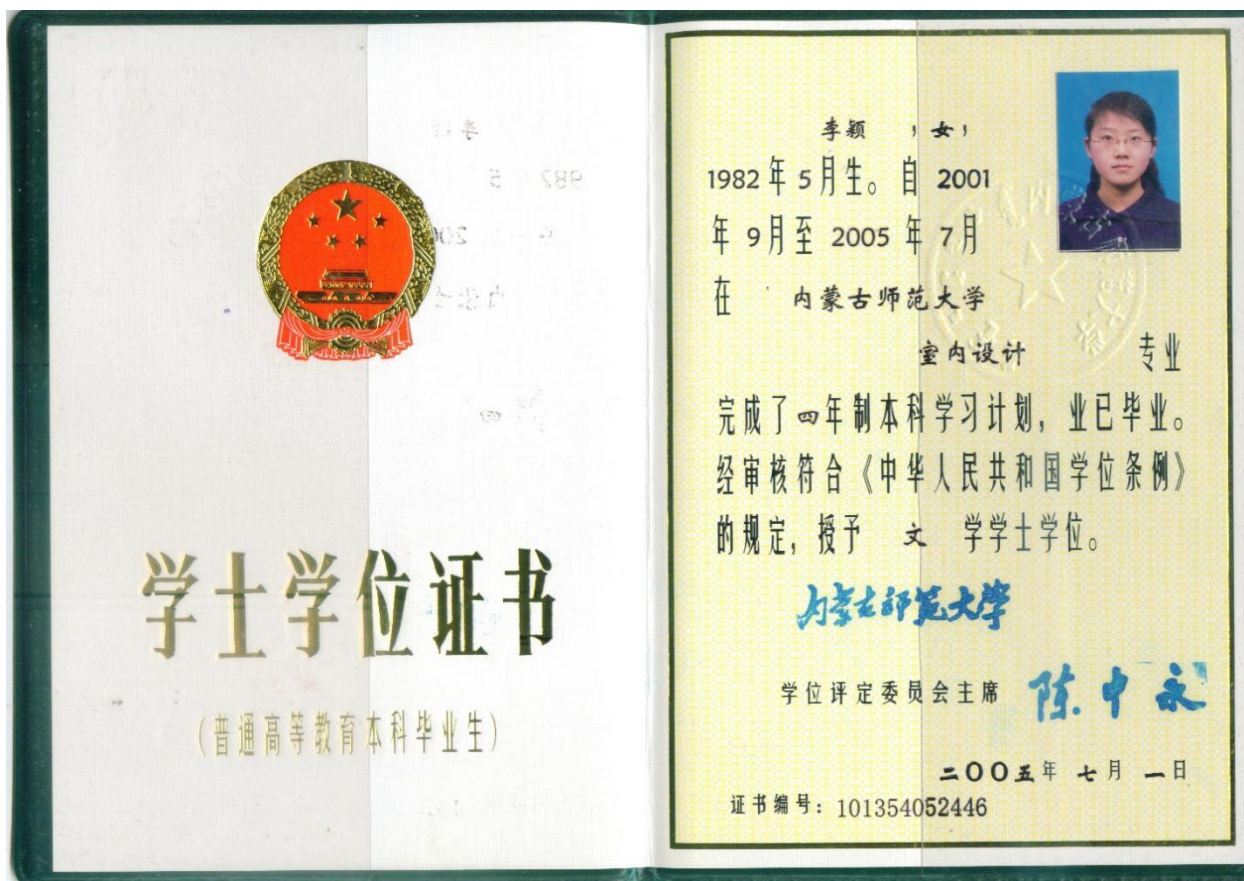 学士学位证书
（普通高等教育本科毕业生）
李颖 ，女，
1982年5月生。自 2001
年 9月至 2005 年 7月
在 内蒙古师范大学
室内设计 专业
完成了四年制本科学习计划，业已毕业。
经审核符合《中华人民共和国学位条例》
的规定，授予 文 学学士学位。
内蒙古师范大学
学位评定委员会主席 陈中永
二〇〇五年 七月 一日
证书编号：101354052446